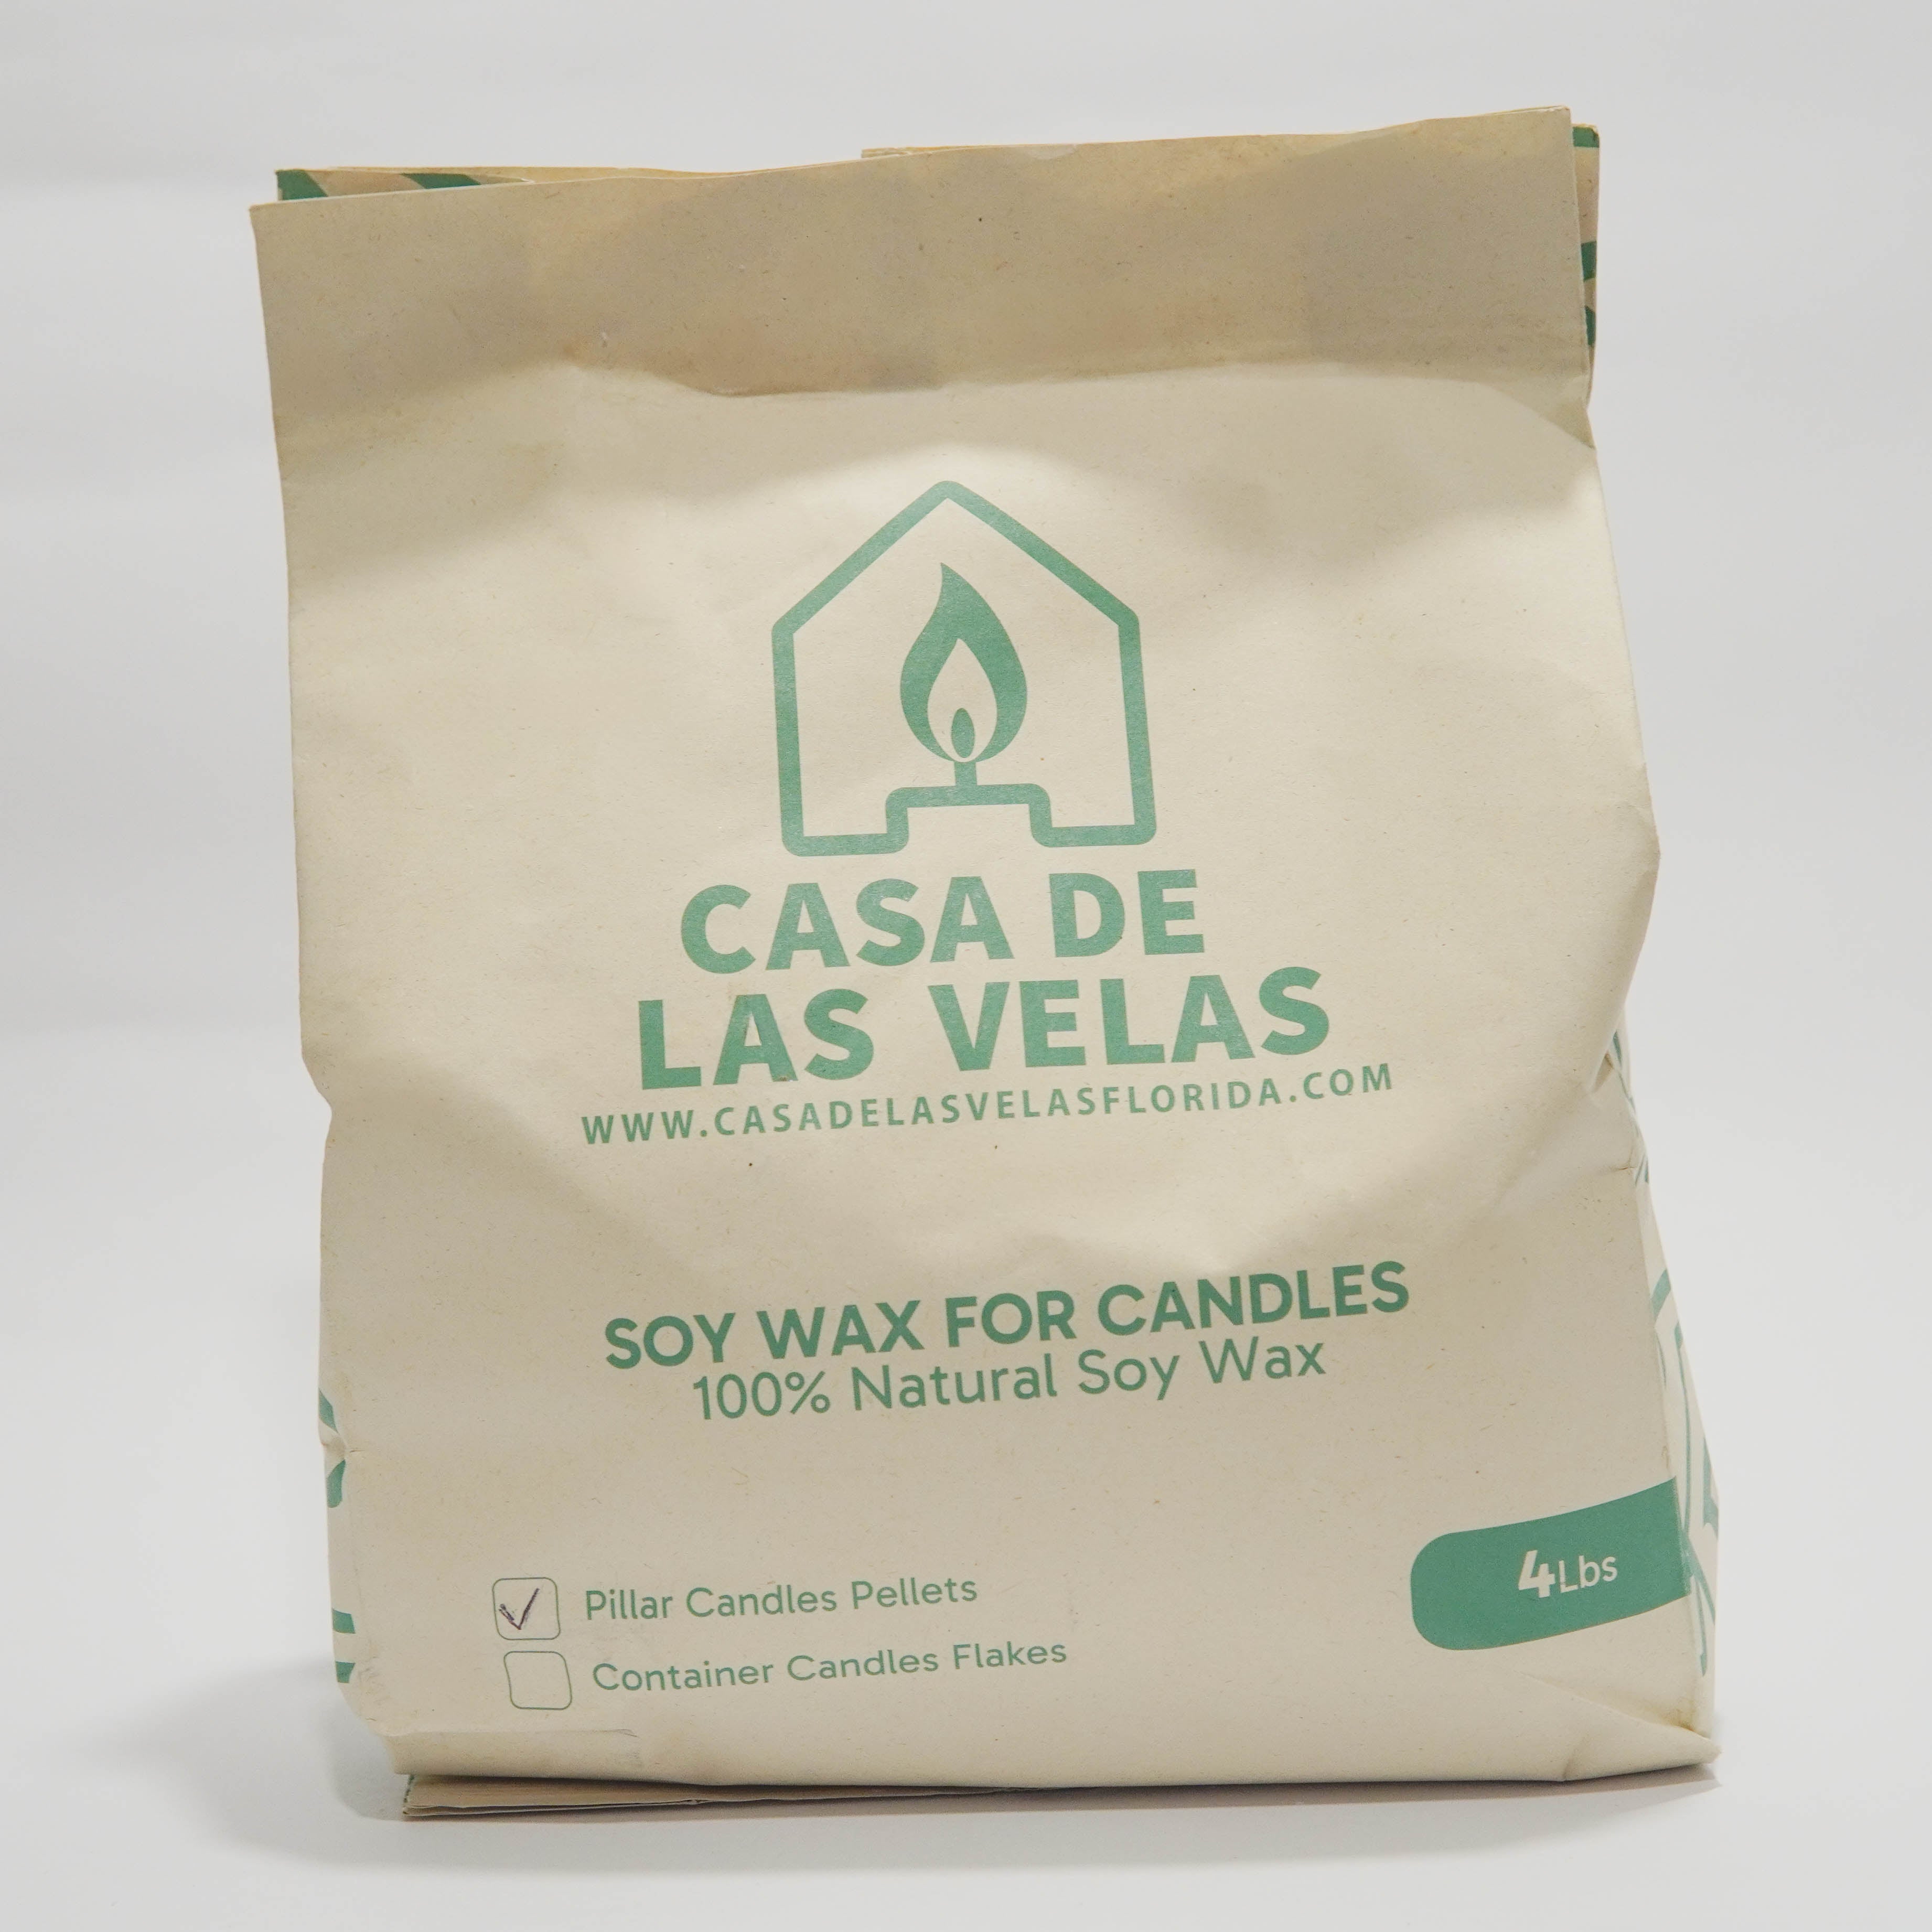 CASA DE
LAS VELAS
WWW.CASADELASVELASFLORIDA.COM
SOY WAX FOR CANDLES
100% Natural Soy Wax
Pillar Candles Pellets
Container Candles Flakes
4Lbs